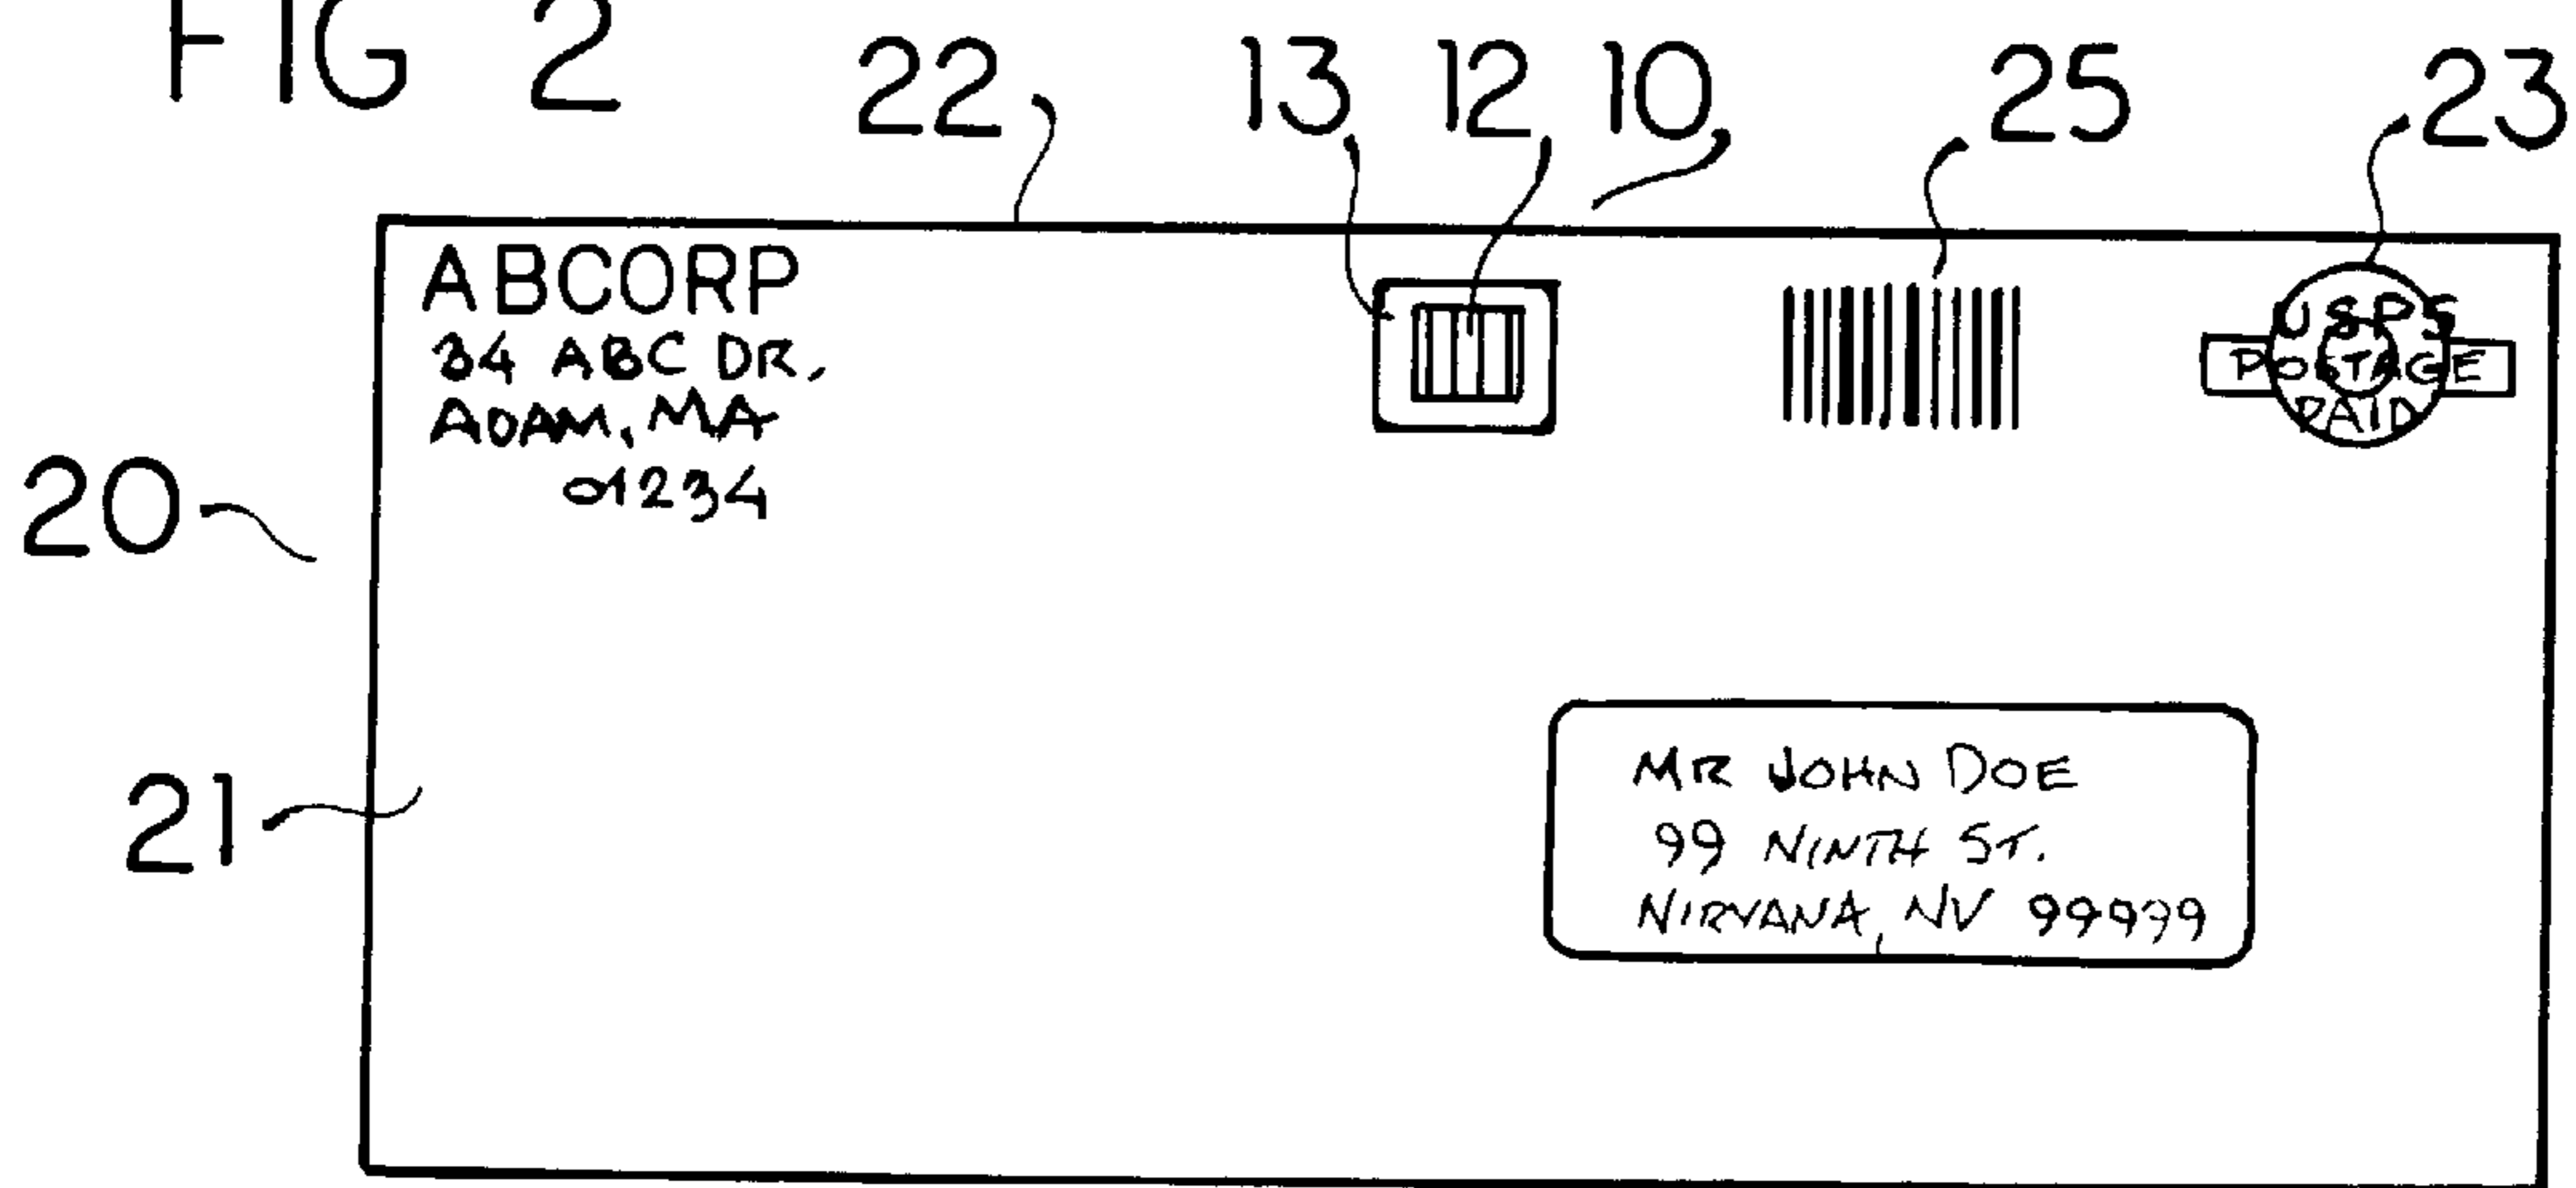 FIG 2
22 13 12 10 25 23
ABCORP
34 ABC DR,
ADAM, MA
01234
USPS
POSTAGE
PAID
20
21
MR JOHN DOE
99 NINTH ST.
NIRVANA, NV 99999